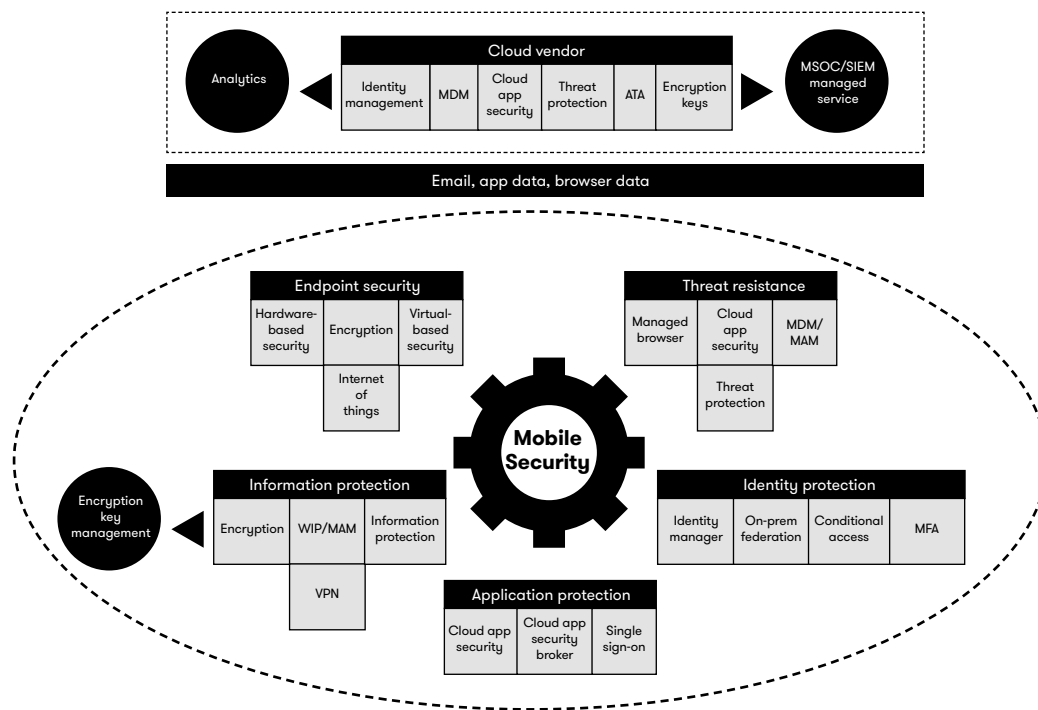 Cloud vendor
Analytics
Identity
management
MDM
Cloud
app
security
Threat
protection
ATA
Encryption
keys
MSOC/SIEM
managed
service
Email, app data, browser data
Endpoint security
Hardware-
based
security
Encryption
Virtual-
based
security
Internet
of
things
Threat resistance
Managed
browser
Cloud
app
security
MDM/
MAM
Threat
protection
Mobile
Security
Encryption
key
management
Information protection
Encryption
WIP/MAM
Information
protection
VPN
Identity protection
Identity
manager
On-prem
federation
Conditional
access
MFA
Application protection
Cloud app
security
Cloud app
security
broker
Single
sign-on